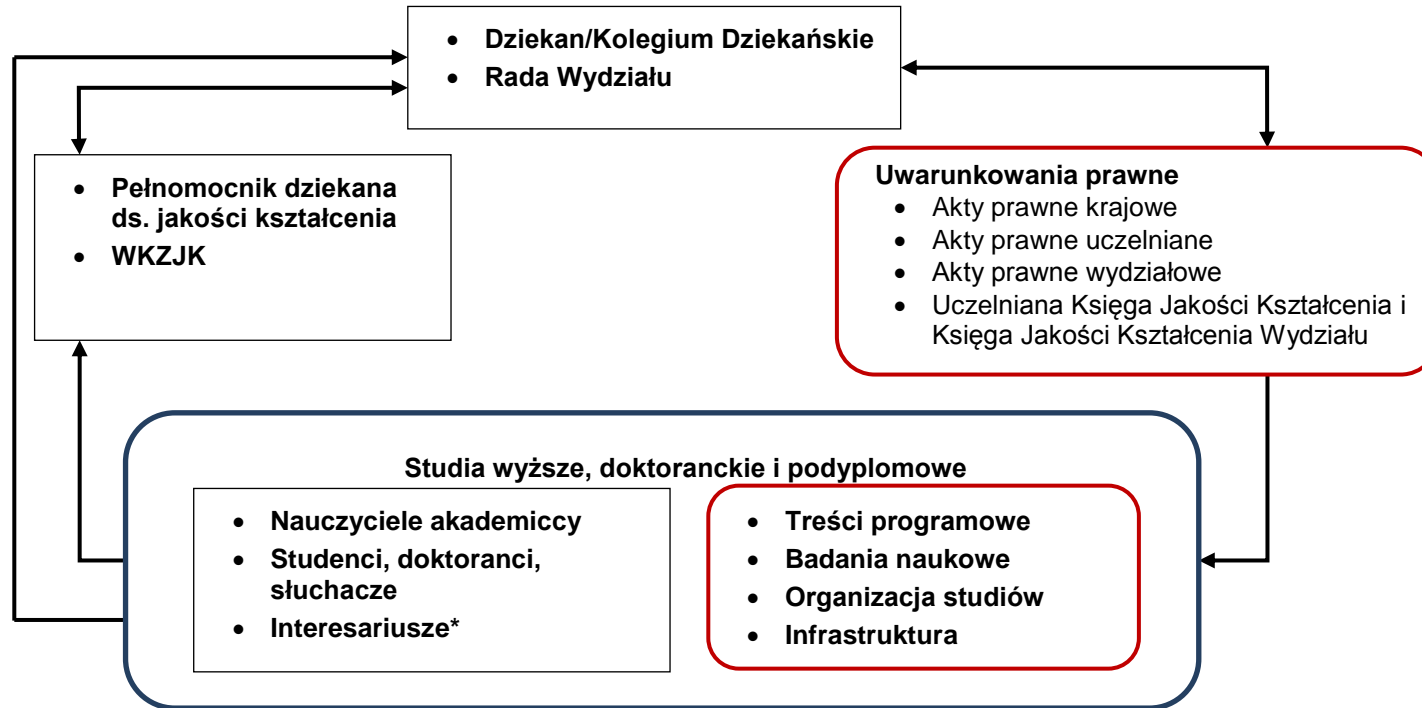 • Dziekan/Kolegium Dziekańskie
• Rada Wydziału
• Pełnomocnik dziekana
ds. jakości kształcenia
• WKZJK
Uwarunkowania prawne
• Akty prawne krajowe
• Akty prawne uczelniane
• Akty prawne wydziałowe
• Uczelniana Księga Jakości Kształcenia i
Księga Jakości Kształcenia Wydziału
Studia wyższe, doktoranckie i podyplomowe
• Nauczyciele akademiccy
• Studenci, doktoranci,
słuchacze
• Interesariusze*
• Treści programowe
• Badania naukowe
• Organizacja studiów
• Infrastruktura